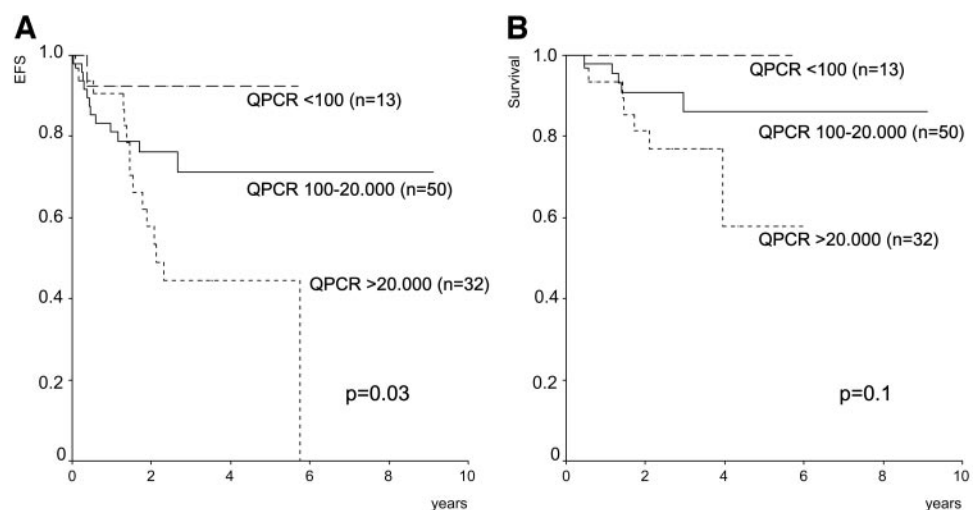 A
EFS
1.0
0.8
0.6
0.4
0.2
0
0 2 4 6 8 10
years
QPCR <100 (n=13)
QPCR 100-20.000 (n=50)
QPCR >20.000 (n=32)
p=0.03
B
Survival
1.0
0.8
0.6
0.4
0.2
0
0 2 4 6 8 10
years
QPCR <100 (n=13)
QPCR 100-20.000 (n=50)
QPCR >20.000 (n=32)
p=0.1